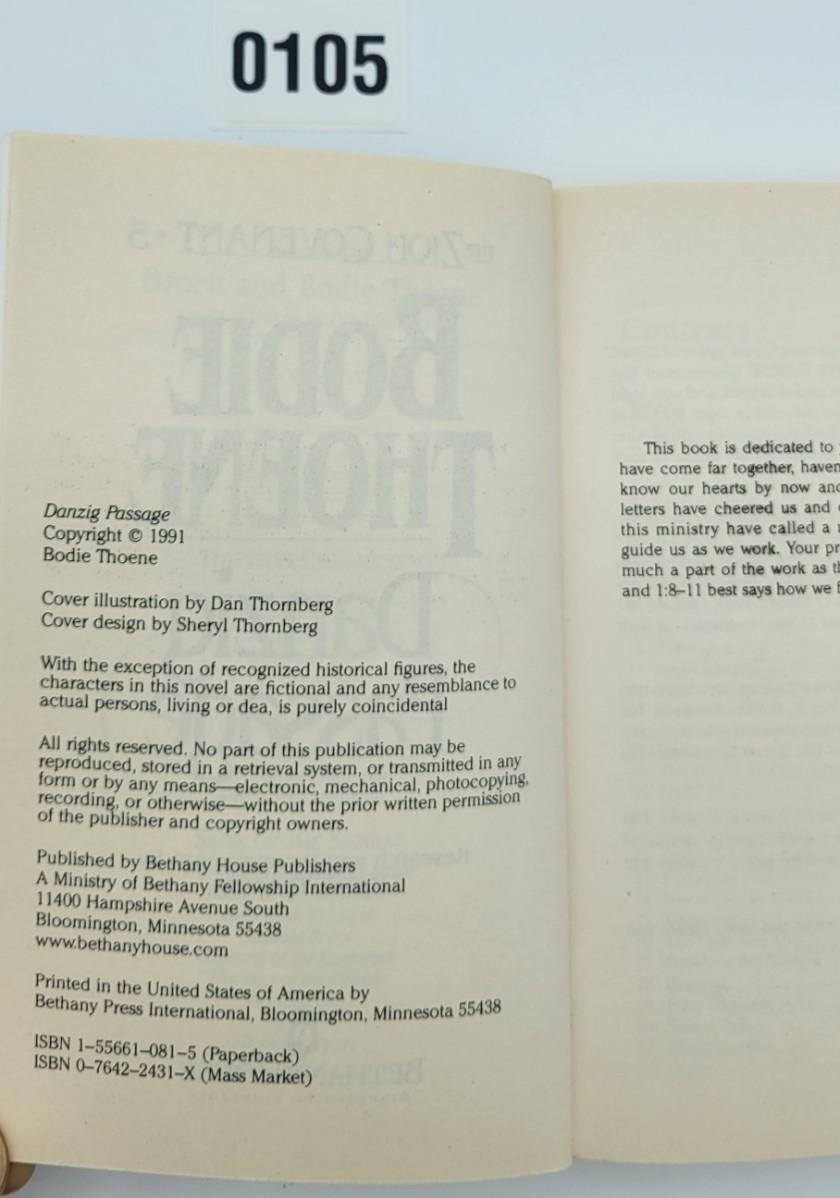 0105
Danzig Passage
Copyright © 1991
Bodie Thoene
Cover illustration by Dan Thornberg
Cover design by Sheryl Thornberg
With the exception of recognized historical figures, the
characters in this novel are fictional and any resemblance to
actual persons, living or dea, is purely coincidental
All rights reserved. No part of this publication may be
reproduced, stored in a retrieval system, or transmitted in any
form or by any means—electronic, mechanical, photocopying,
recording, or otherwise—without the prior written permission
of the publisher and copyright owners.
Published by Bethany House Publishers
A Ministry of Bethany Fellowship International
11400 Hampshire Avenue South
Bloomington, Minnesota 55438
www.bethanyhouse.com
Printed in the United States of America by
Bethany Press International, Bloomington, Minnesota 55438
ISBN 1–55661–081–5 (Paperback)
ISBN 0–7642–2431–X (Mass Market)
This book is dedicated to
have come far together, haven
know our hearts by now and
letters have cheered us and
this ministry have called a
guide us as we work. Your pr
much a part of the work as th
and 1:8–11 best says how we f